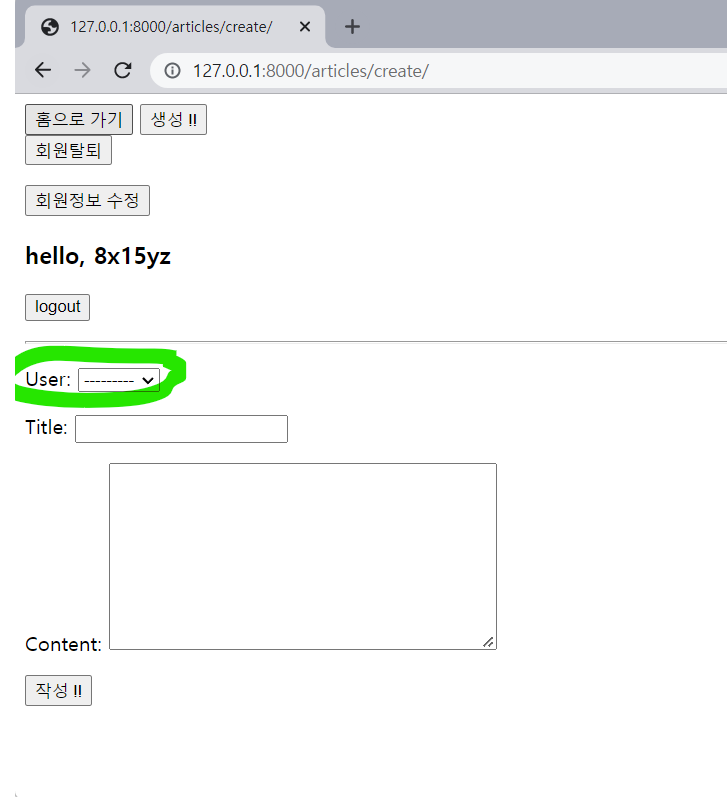 127.0.0.1:8000/articles/create/
127.0.0.1:8000/articles/create/
홈으로 가기 생성 !!
회원탈퇴
회원정보 수정
hello, 8x15yz
logout
User: ---------
Title:
Content:
작성 !!